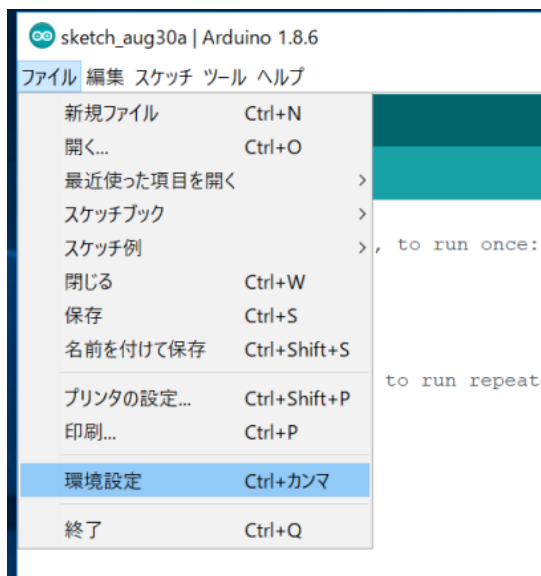 sketch_aug30a | Arduino 1.8.6
ファイル 編集 スケッチ ツール ヘルプ
新規ファイル Ctrl+N
開く... Ctrl+O
最近使った項目を開く >
スケッチブック >
スケッチ例 >
, to run once:
閉じる Ctrl+W
保存 Ctrl+S
名前を付けて保存 Ctrl+Shift+S
プリンタの設定... Ctrl+Shift+P
to run repeat
印刷... Ctrl+P
環境設定 Ctrl+カンマ
終了 Ctrl+Q